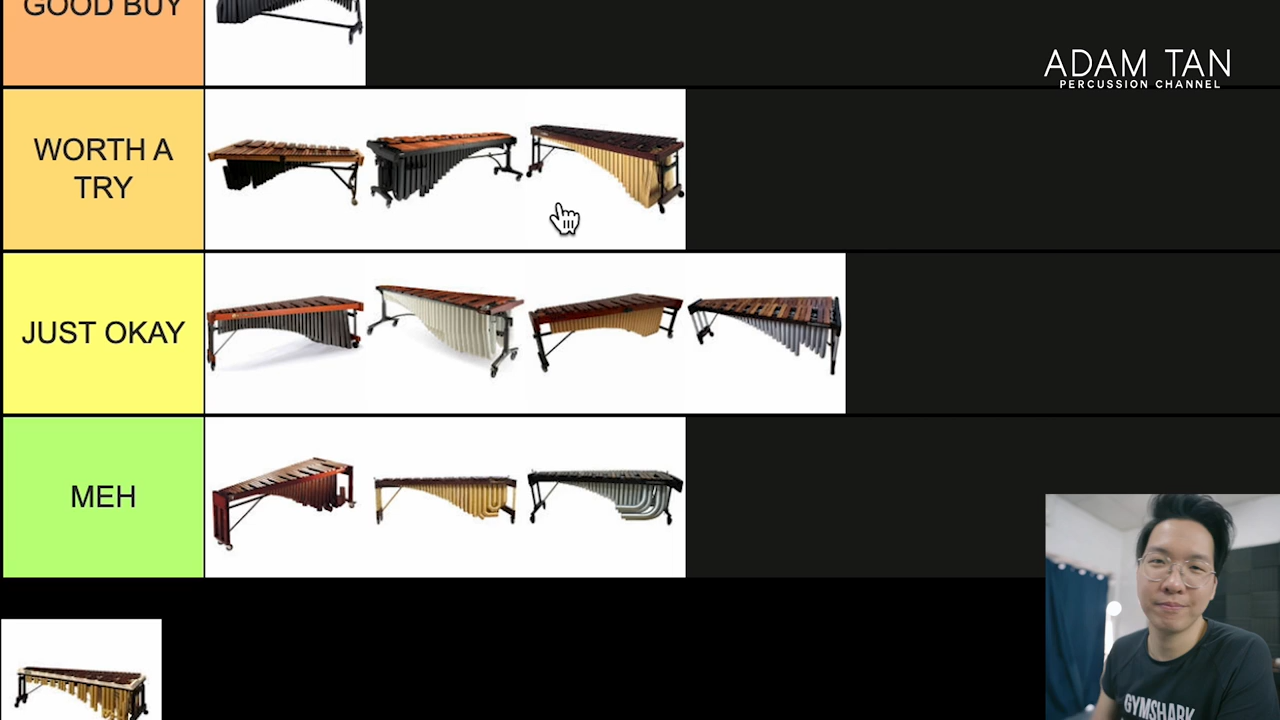 GOOD BUY
ADAM TAN
PERCUSSION CHANNEL
WORTH A
TRY
JUST OKAY
MEH
GYMSHARK